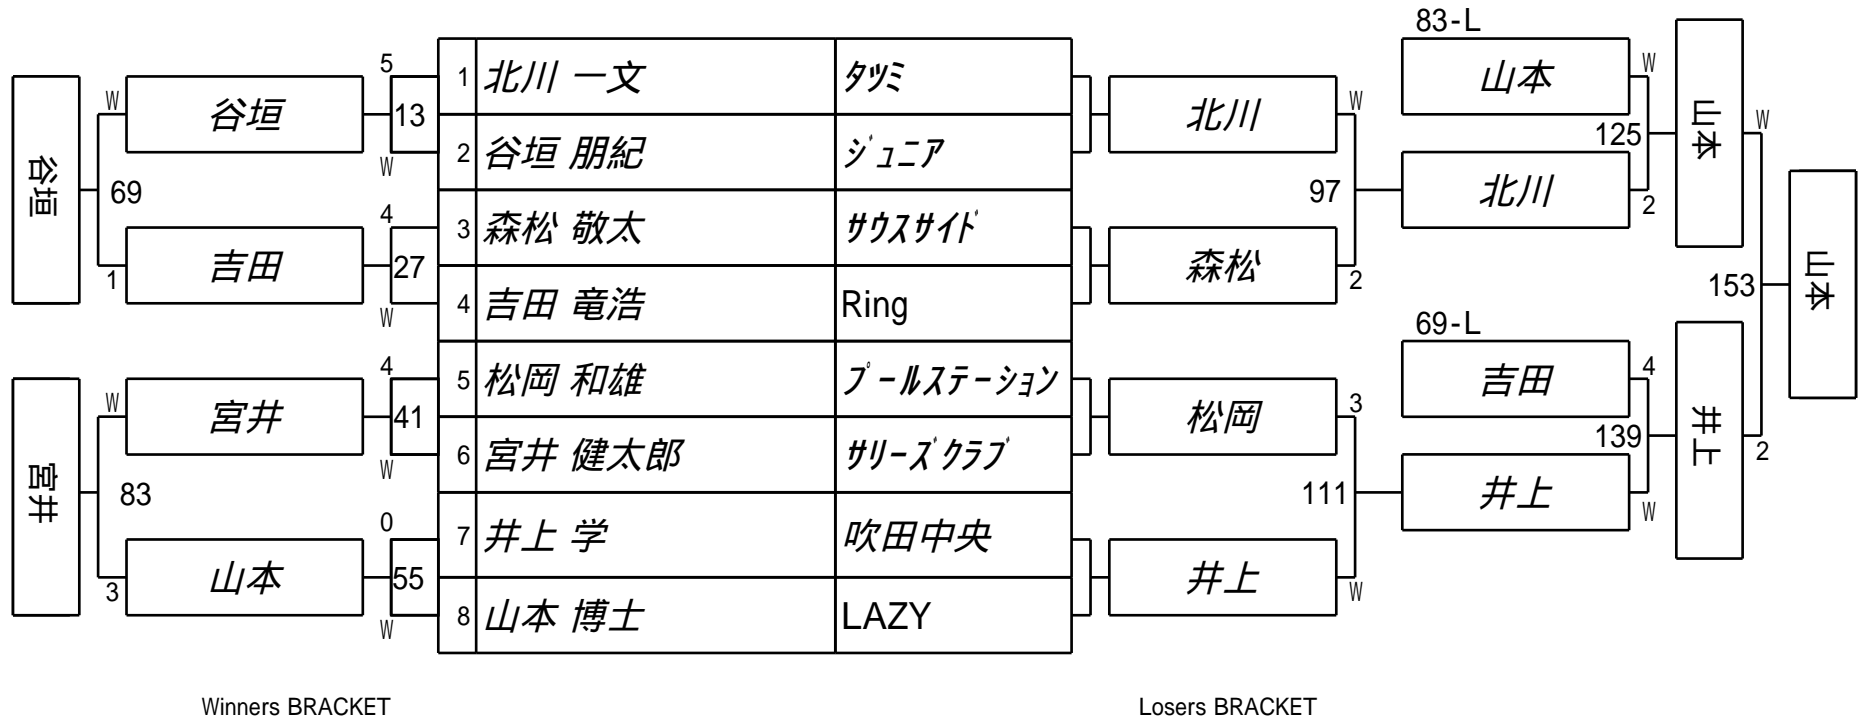 83-L
5
1 北川 一文 タツミ
W
谷垣
13
北川
W
山本
W
2 谷垣 朋紀 ジュニア
W
125
山本
W
谷垣
69
97
北川
2
4
3 森松 敬太 サウスサイド
1
吉田
27
森松
2
4 吉田 竜浩 Ring
W
153
山本
69-L
4
5 松岡 和雄 プールステーション
W
宮井
41
松岡
3
吉田
4
6 宮井 健太郎 サリーズクラブ
W
139
井上
2
宮井
83
111
井上
W
0
7 井上 学 吹田中央
3
山本
55
井上
W
8 山本 博士 LAZY
W
Winners BRACKET
Losers BRACKET